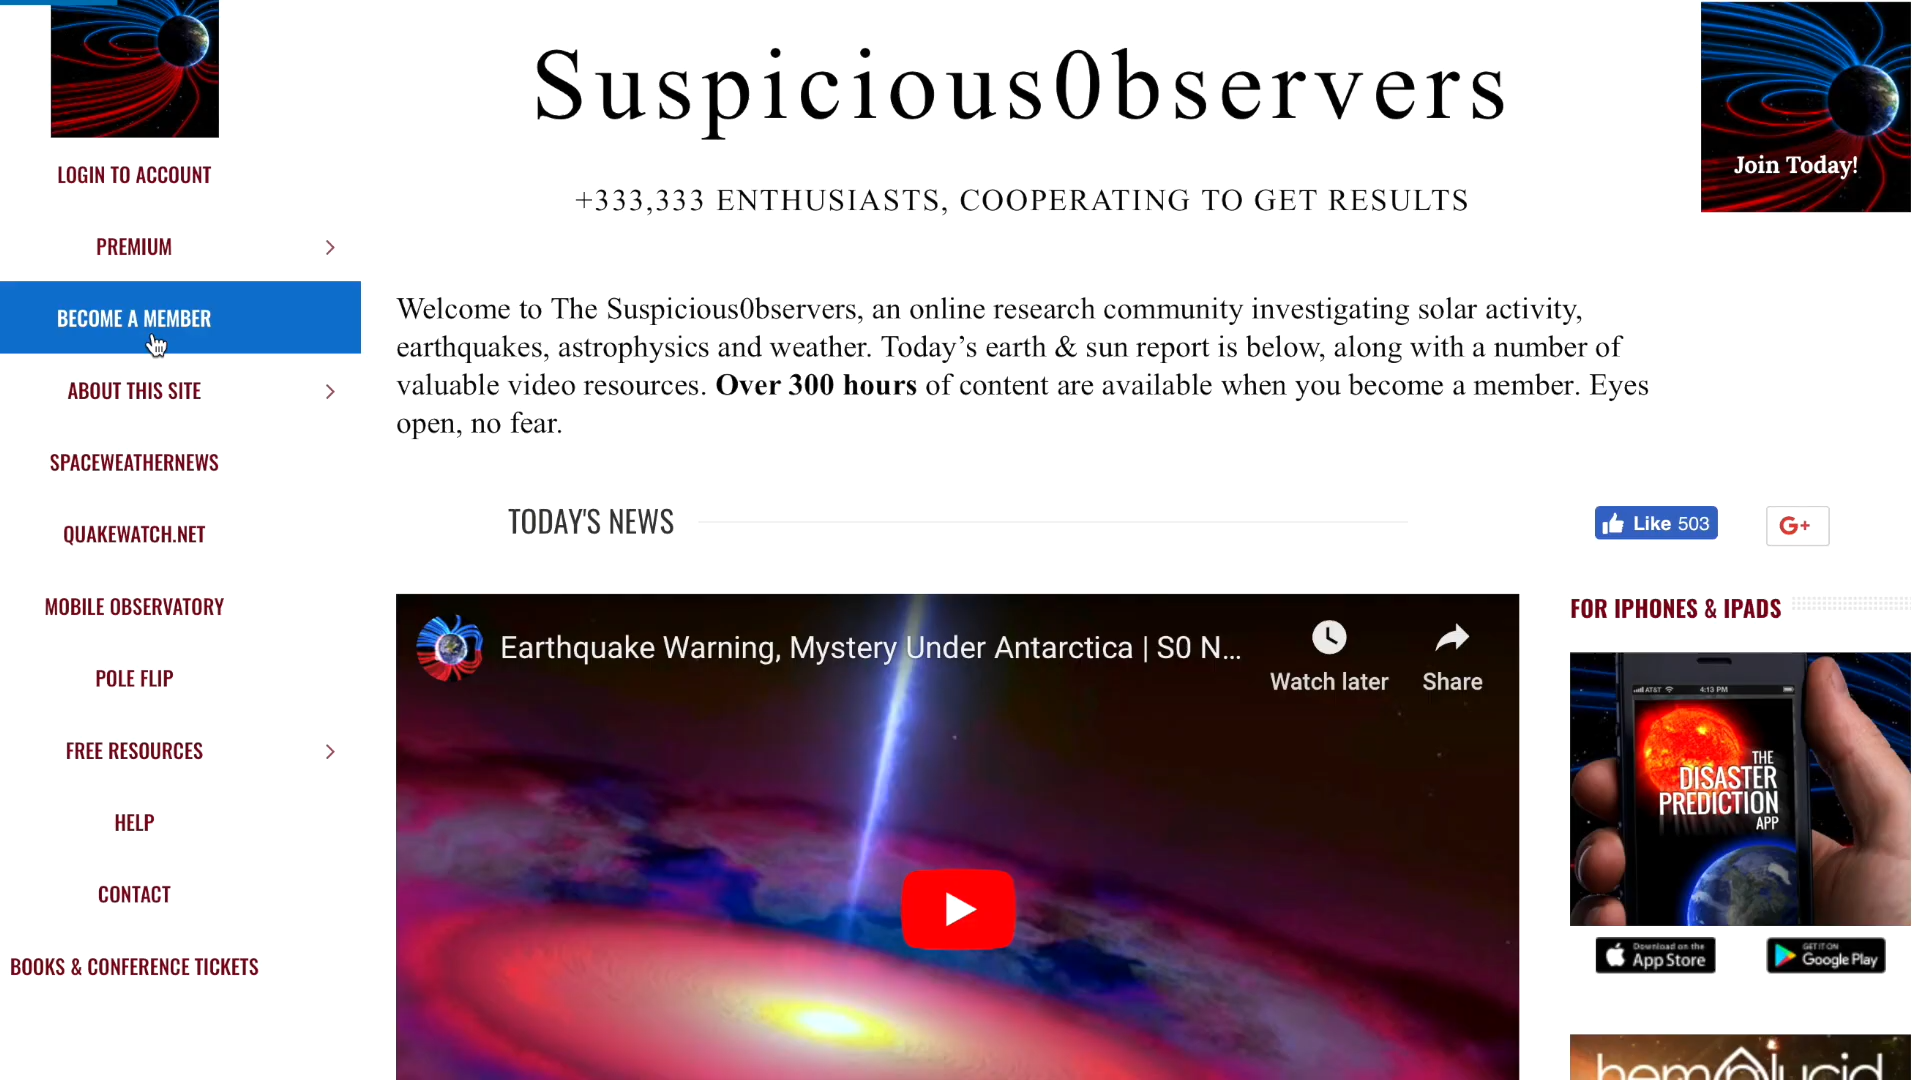 LOGIN TO ACCOUNT
PREMIUM
BECOME A MEMBER
ABOUT THIS SITE
SPACEWEATHERNEWS
QUAKEWATCH.NET
MOBILE OBSERVATORY
POLE FLIP
FREE RESOURCES
HELP
CONTACT
BOOKS & CONFERENCE TICKETS
Suspicious0bservers
+333,333 ENTHUSIASTS, COOPERATING TO GET RESULTS
Join Today!
Welcome to The Suspicious0bservers, an online research community investigating solar activity,
earthquakes, astrophysics and weather. Today’s earth & sun report is below, along with a number of
valuable video resources. Over 300 hours of content are available when you become a member. Eyes
open, no fear.
TODAY'S NEWS
Like 503
G+
Earthquake Warning, Mystery Under Antarctica | S0 N...
Watch later
Share
FOR IPHONES & IPADS
AT&T 4:13 PM
THE
DISASTER
PREDICTION
APP
Download on the
App Store
GET IT ON
Google Play